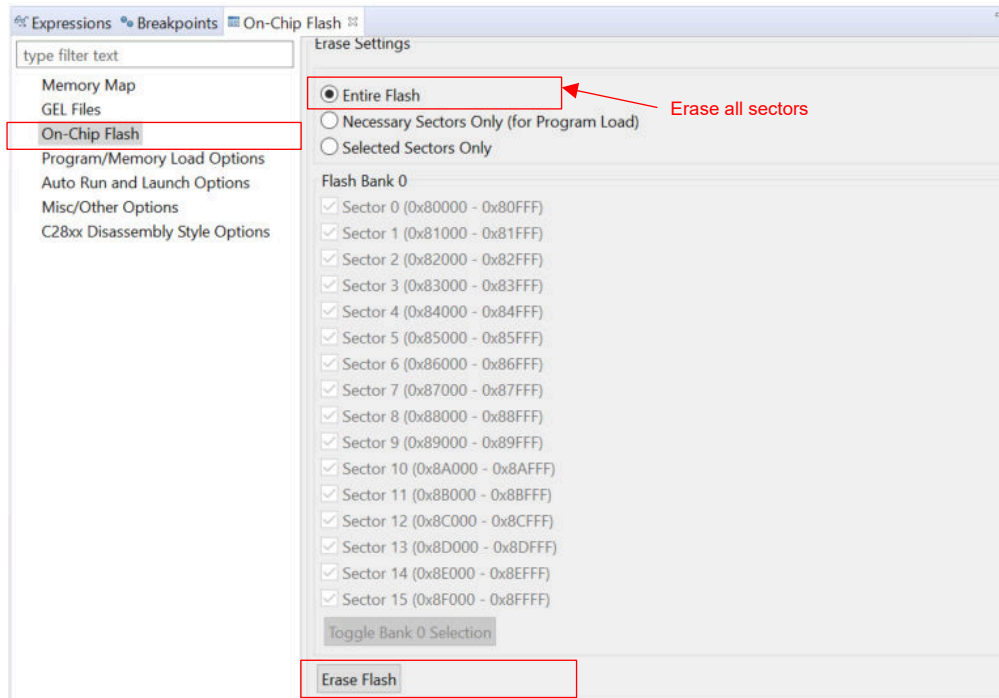 Expressions Breakpoints On-Chip Flash
type filter text
Memory Map
GEL Files
On-Chip Flash
Program/Memory Load Options
Auto Run and Launch Options
Misc/Other Options
C28xx Disassembly Style Options
Erase Settings
Entire Flash
Erase all sectors
Necessary Sectors Only (for Program Load)
Selected Sectors Only
Flash Bank 0
Sector 0 (0x80000 - 0x80FFF)
Sector 1 (0x81000 - 0x81FFF)
Sector 2 (0x82000 - 0x82FFF)
Sector 3 (0x83000 - 0x83FFF)
Sector 4 (0x84000 - 0x84FFF)
Sector 5 (0x85000 - 0x85FFF)
Sector 6 (0x86000 - 0x86FFF)
Sector 7 (0x87000 - 0x87FFF)
Sector 8 (0x88000 - 0x88FFF)
Sector 9 (0x89000 - 0x89FFF)
Sector 10 (0x8A000 - 0x8AFFF)
Sector 11 (0x8B000 - 0x8BFFF)
Sector 12 (0x8C000 - 0x8CFFF)
Sector 13 (0x8D000 - 0x8DFFF)
Sector 14 (0x8E000 - 0x8EFFF)
Sector 15 (0x8F000 - 0x8FFFF)
Toggle Bank 0 Selection
Erase Flash